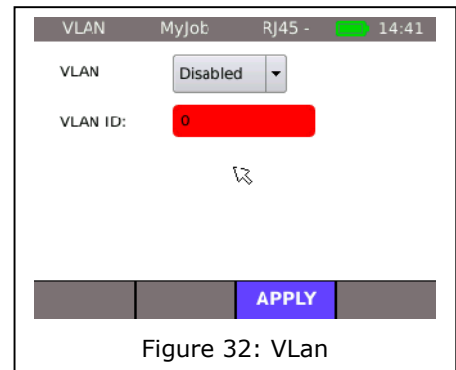 VLAN MyJob RJ45 - 14:41
VLAN Disabled
VLAN ID: 0
APPLY
Figure 32: VLan